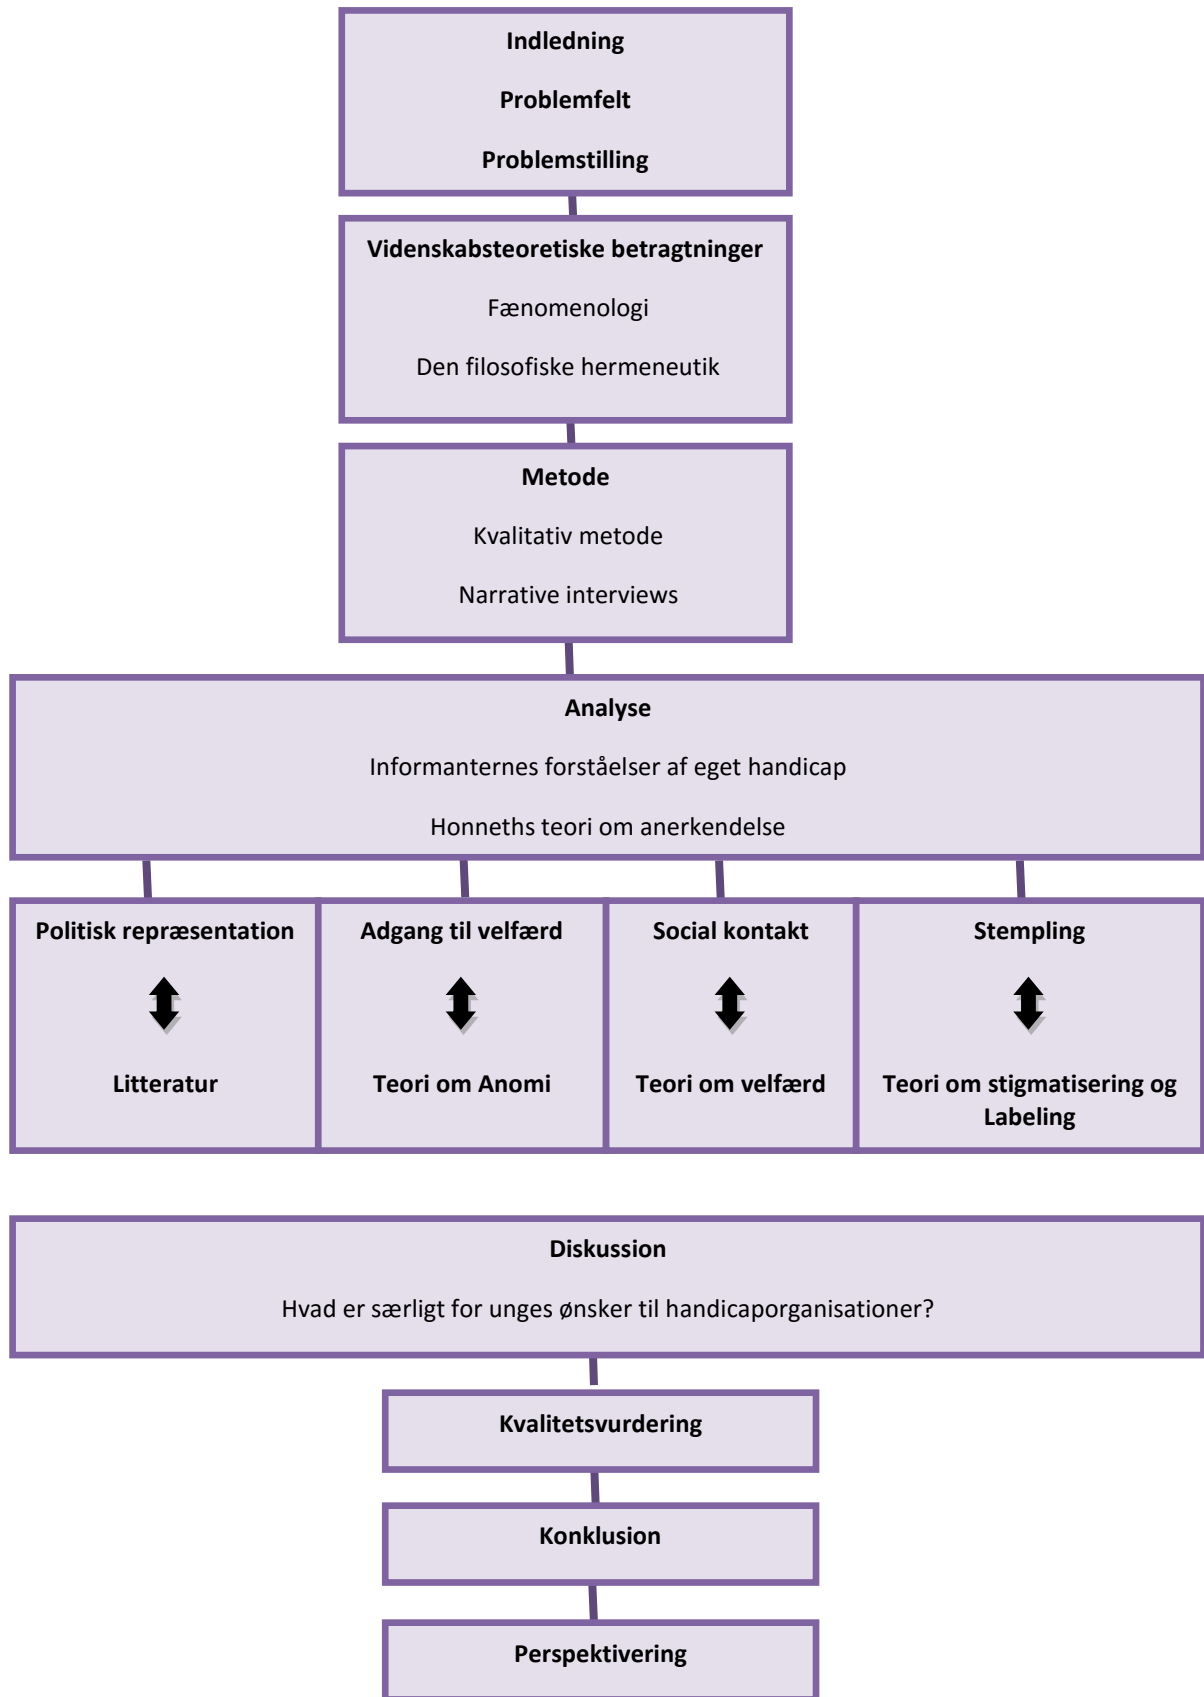 Indledning
Problemfelt
Problemstilling
Videnskabsteoretiske betragtninger
Fænomenologi
Den filosofiske hermeneutik
Metode
Kvalitativ metode
Narrative interviews
Analyse
Informanternes forståelser af eget handicap
Honneths teori om anerkendelse
Politisk repræsentation
Litteratur
Adgang til velfærd
Teori om Anomi
Social kontakt
Teori om velfærd
Stempling
Teori om stigmatisering og
Labeling
Diskussion
Hvad er særligt for unges ønsker til handicaporganisationer?
Kvalitetsvurdering
Konklusion
Perspektivering